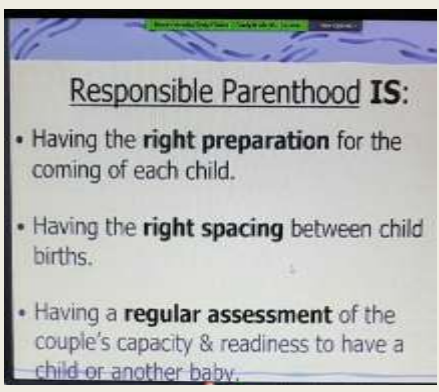 Responsible Parenthood IS:
• Having the right preparation for the
coming of each child.
• Having the right spacing between child
births.
• Having a regular assessment of the
couple's capacity & readiness to have a
child or another baby.